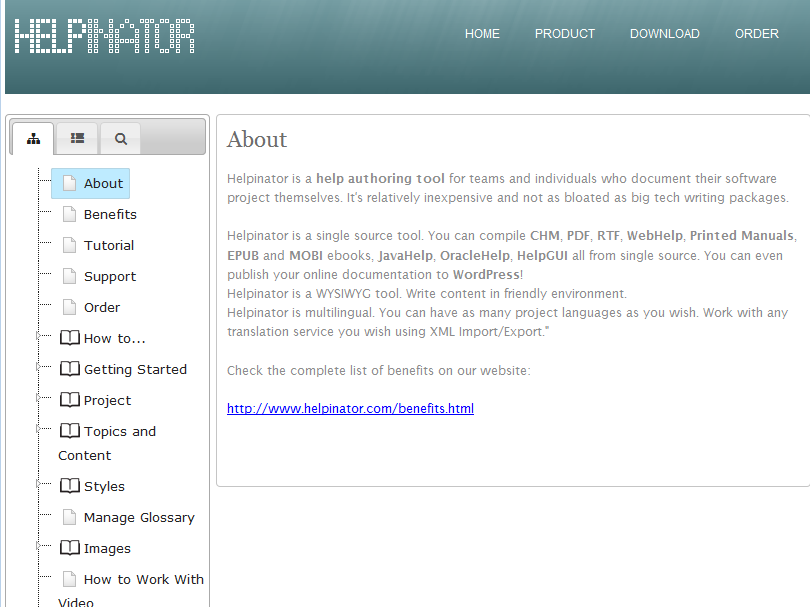 HELPINATOR
HOME PRODUCT DOWNLOAD ORDER
About
Benefits
Tutorial
Support
Order
How to...
Getting Started
Project
Topics and
Content
Styles
Manage Glossary
Images
How to Work With
Video
About
Helpinator is a help authoring tool for teams and individuals who document their software
project themselves. It's relatively inexpensive and not as bloated as big tech writing packages.
Helpinator is a single source tool. You can compile CHM, PDF, RTF, WebHelp, Printed Manuals,
EPUB and MOBI ebooks, JavaHelp, OracleHelp, HelpGUI all from single source. You can even
publish your online documentation to WordPress!
Helpinator is a WYSIWYG tool. Write content in friendly environment.
Helpinator is multilingual. You can have as many project languages as you wish. Work with any
translation service you wish using XML Import/Export."
Check the complete list of benefits on our website:
http://www.helpinator.com/benefits.html